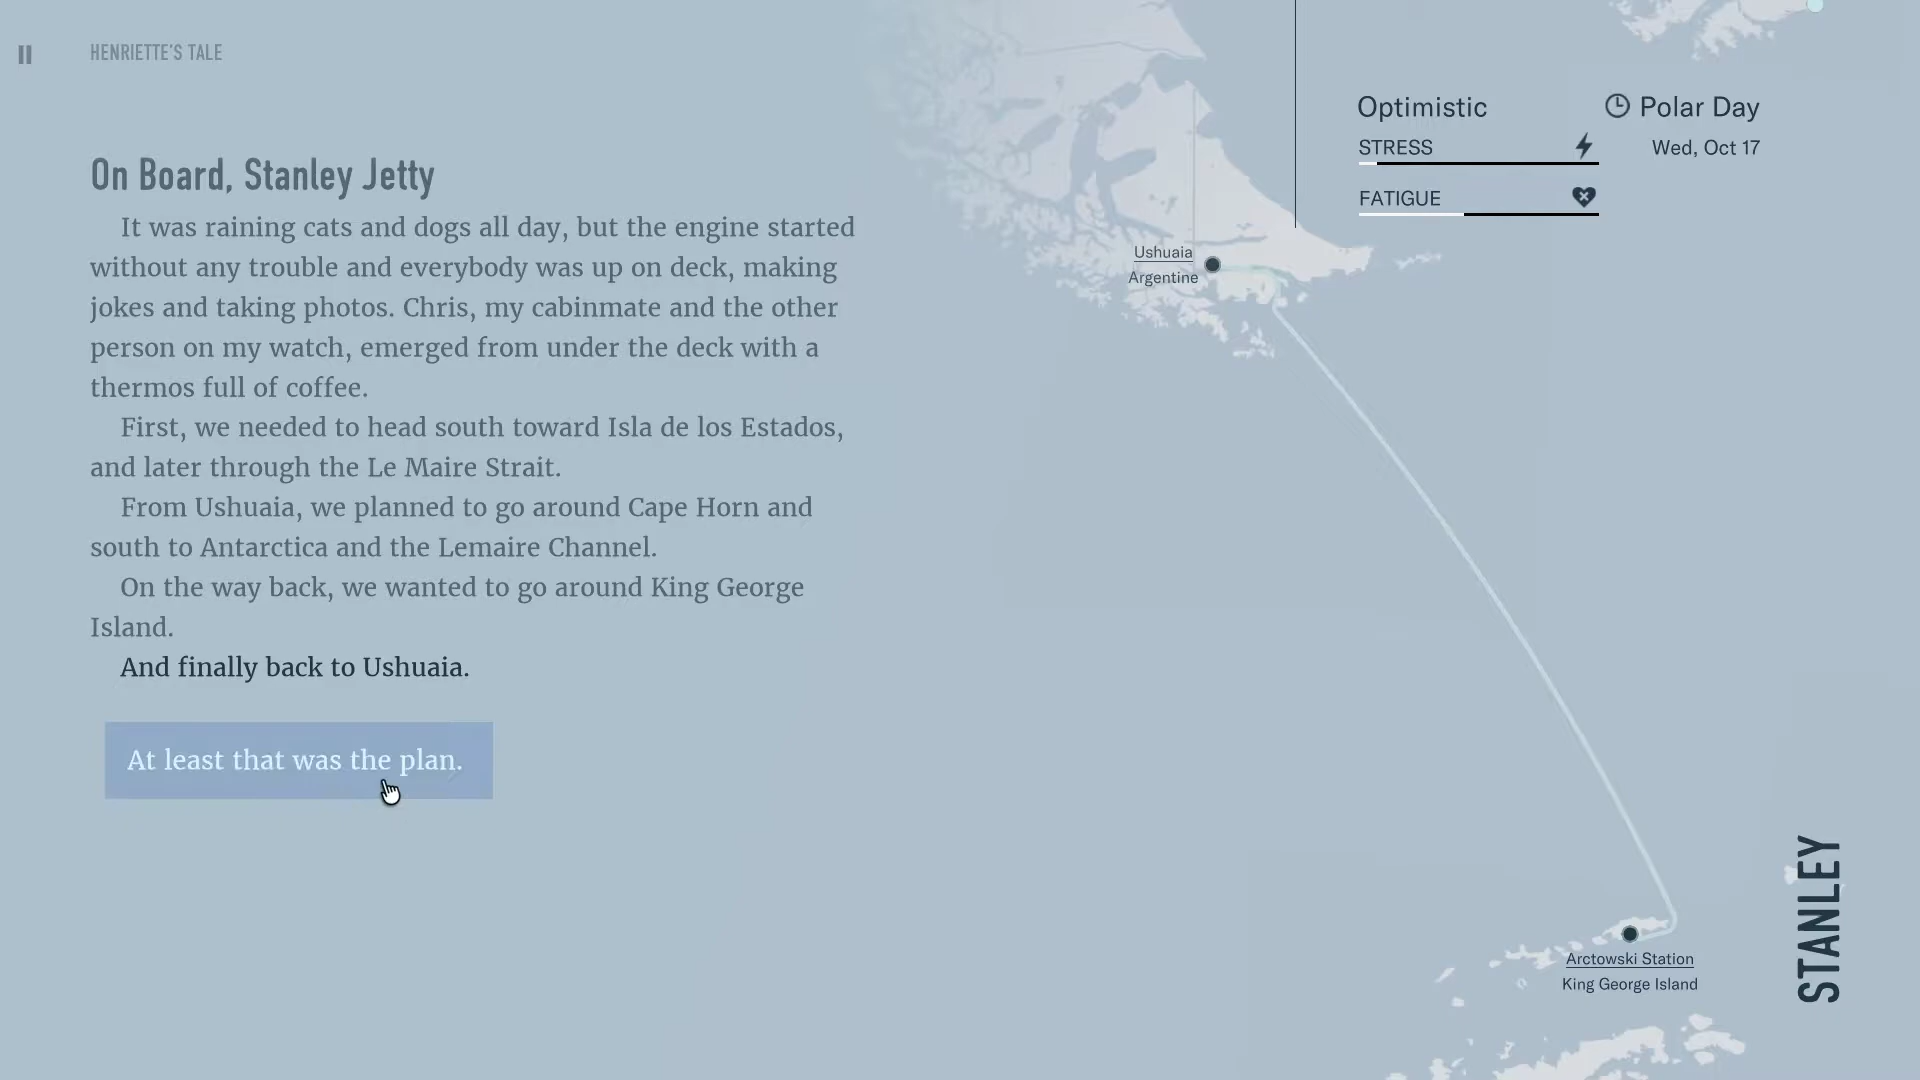 HENRIETTE'S TALE
On Board, Stanley Jetty
It was raining cats and dogs all day, but the engine started
without any trouble and everybody was up on deck, making
jokes and taking photos. Chris, my cabinmate and the other
person on my watch, emerged from under the deck with a
thermos full of coffee.
First, we needed to head south toward Isla de los Estados,
and later through the Le Maire Strait.
From Ushuaia, we planned to go around Cape Horn and
south to Antarctica and the Lemaire Channel.
On the way back, we wanted to go around King George
Island.
And finally back to Ushuaia.
At least that was the plan.
Optimistic
STRESS
FATIGUE
Polar Day
Wed, Oct 17
Ushuaia
Argentine
Arctowski Station
King George Island
STANLEY